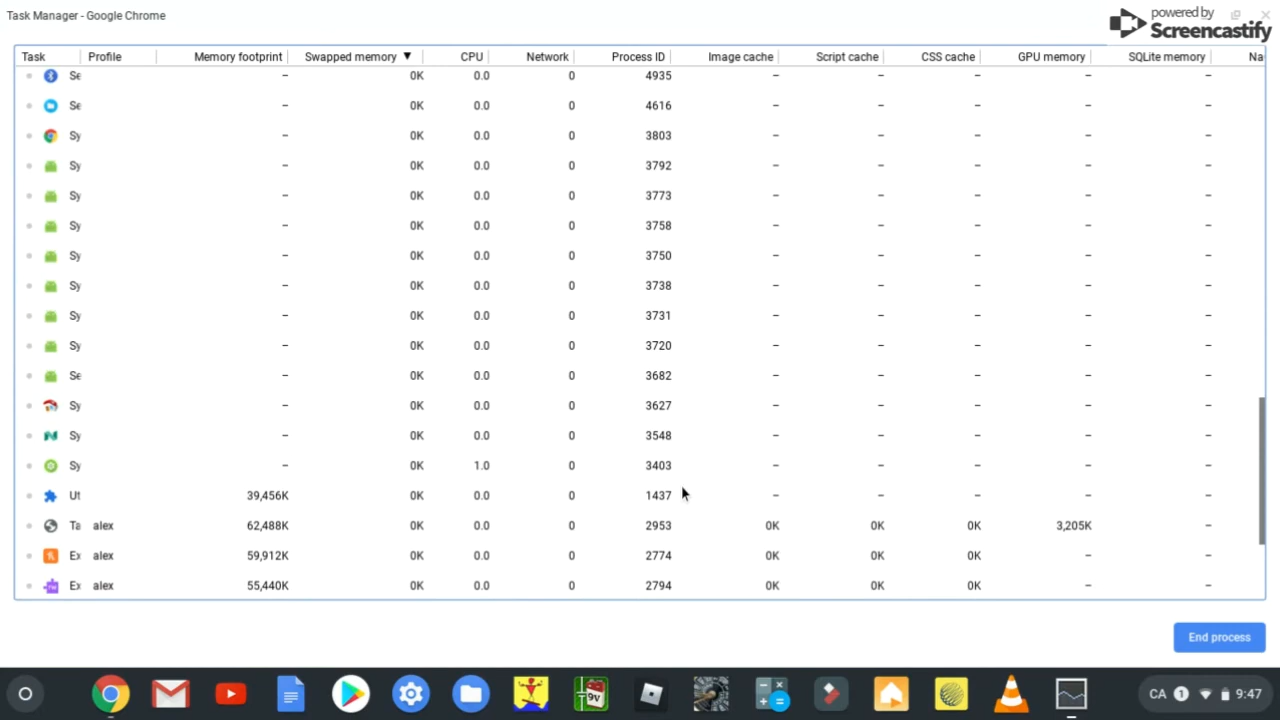 Task Manager - Google Chrome
powered by
Screencastify
Task Profile Memory footprint Swapped memory ▼ CPU Network Process ID Image cache Script cache CSS cache GPU memory SQLite memory Na
Se – 0K 0.0 0 4935 – – – – –
Se – 0K 0.0 0 4616 – – – – –
Sy – 0K 0.0 0 3803 – – – – –
Sy – 0K 0.0 0 3792 – – – – –
Sy – 0K 0.0 0 3773 – – – – –
Sy – 0K 0.0 0 3758 – – – – –
Sy – 0K 0.0 0 3750 – – – – –
Sy – 0K 0.0 0 3738 – – – – –
Sy – 0K 0.0 0 3731 – – – – –
Sy – 0K 0.0 0 3720 – – – – –
Se – 0K 0.0 0 3682 – – – – –
Sy – 0K 0.0 0 3627 – – – – –
Sy – 0K 0.0 0 3548 – – – – –
Sy – 0K 1.0 0 3403 – – – – –
Ut 39,456K 0K 0.0 0 1437 – – – – –
Ta alex 62,488K 0K 0.0 0 2953 0K 0K 0K 3,205K –
Ex alex 59,912K 0K 0.0 0 2774 0K 0K 0K – –
Ex alex 55,440K 0K 0.0 0 2794 0K 0K 0K – –
End process
9V
CA 1 9:47